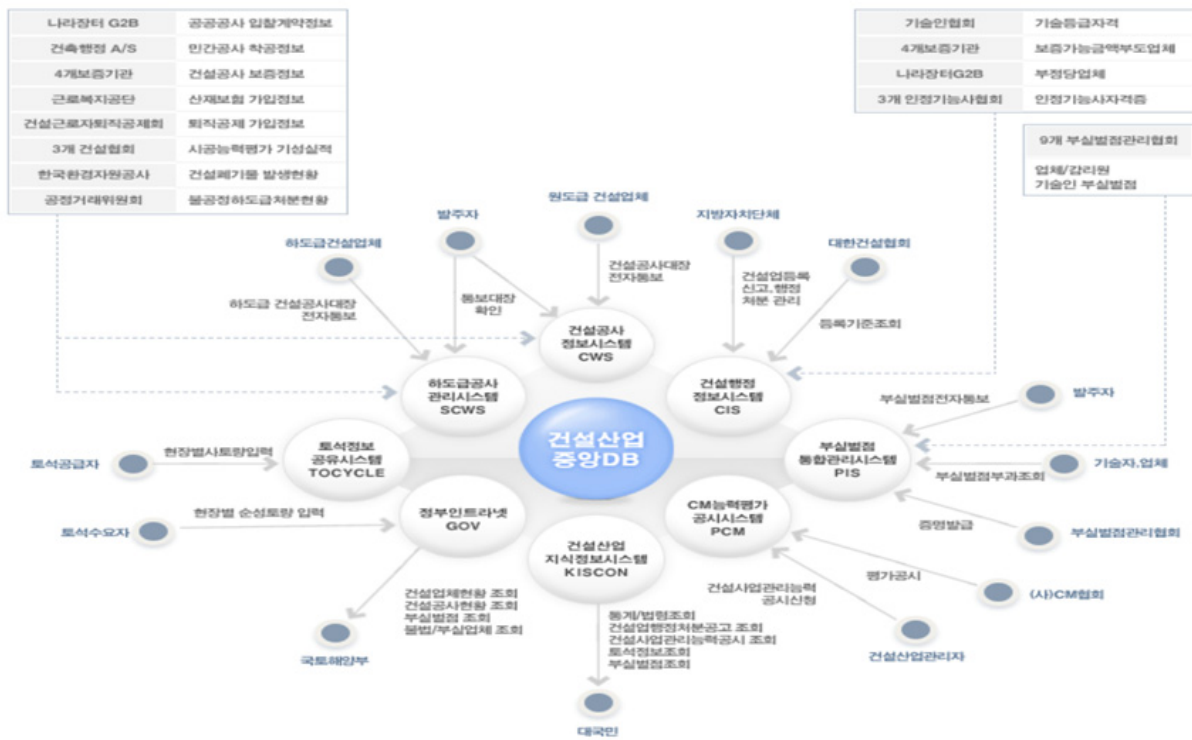 나라장터 G2B 공공공사 입찰계약정보
건축행정 A/S 민간공사 착공정보
4개보증기관 건설공사 보증정보
근로복지공단 산재보험 가입정보
건설근로자퇴직공제회 퇴직공제 가입정보
3개 건설협회 시공능력평가 기성실적
한국환경자원공사 건설폐기물 발생현황
공정거래위원회 불공정하도급처분현황
기술인협회 기술등급자격
4개보증기관 보증가능금액부도업체
나라장터G2B 부정당업체
3개 인정기능사협회 인정기능사자격증
9개 부실벌점관리협회
업체/감리원
기술인 부실벌점
하도급건설업체
발주자
원도급 건설업체
지방자치단체
대한건설협회
하도급 건설공사대장
전자통보
통보대장
확인
건설공사대장
전자통보
건설업등록
신고,행정
처분 관리
등록기준조회
건설공사
정보시스템
CWS
하도급공사
관리시스템
SCWS
건설행정
정보시스템
CIS
부실벌점전자통보
발주자
건설산업
중앙DB
토석공급자
현장별사토량입력
토석정보
공유시스템
TOCYCLE
부실벌점
통합관리시스템
PIS
부실벌점부과조회
기술자,업체
토석수요자
현장별 순성토량 입력
정부인트라넷
GOV
건설산업
지식정보시스템
KISCON
CM능력평가
공시시스템
PCM
증명발급
부실벌점관리협회
평가공시
(사)CM협회
건설사업관리능력
공시신청
건설산업관리자
건설업체현황 조회
건설공사현황 조회
부실벌점 조회
불법/부실업체 조회
국토해양부
통계/법령조회
건설업행정처분공고 조회
건설사업관리능력공시 조회
토석정보조회
부실벌점조회
대국민